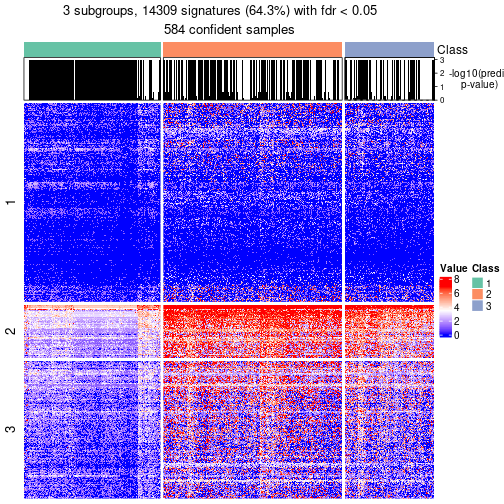 3 subgroups, 14309 signatures (64.3%) with fdr < 0.05
584 confident samples
Class
3
2
1
0
-log10(predi
p-value)
1
2
3
Value Class
8 1
6 2
4 3
2
0